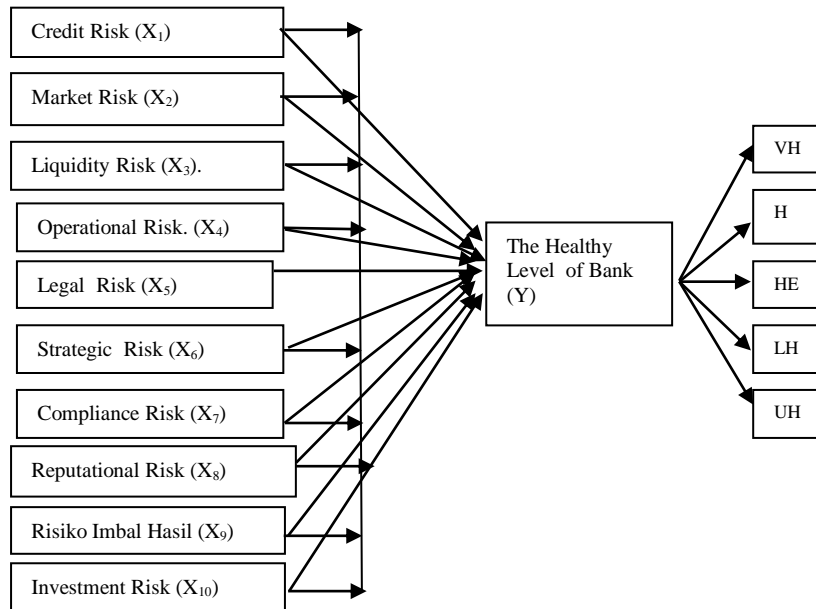 Credit Risk (X₁)
Market Risk (X₂)
Liquidity Risk (X₃).
Operational Risk. (X₄)
Legal Risk (X₅)
Strategic Risk (X₆)
Compliance Risk (X₇)
Reputational Risk (X₈)
Risiko Imbal Hasil (X₉)
Investment Risk (X₁₀)
The Healthy
Level of Bank
(Y)
VH
H
HE
LH
UH